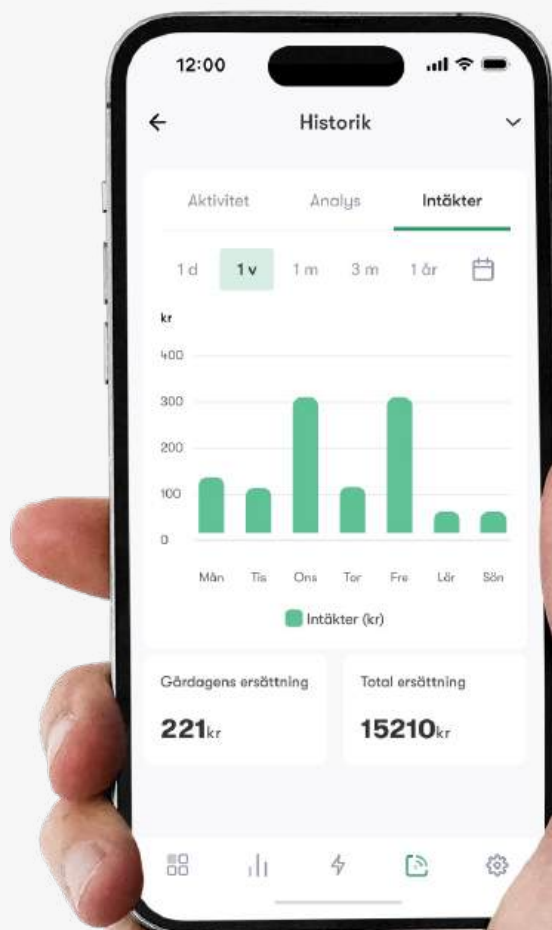 12:00
Historik
Aktivitet Analys Intäkter
1 d 1 v 1 m 3 m 1 år
kr
400
300
200
100
0
Mån Tis Ons Tor Fre Lör Sön
Intäkter (kr)
Gårdagens ersättning Total ersättning
221kr 15210kr